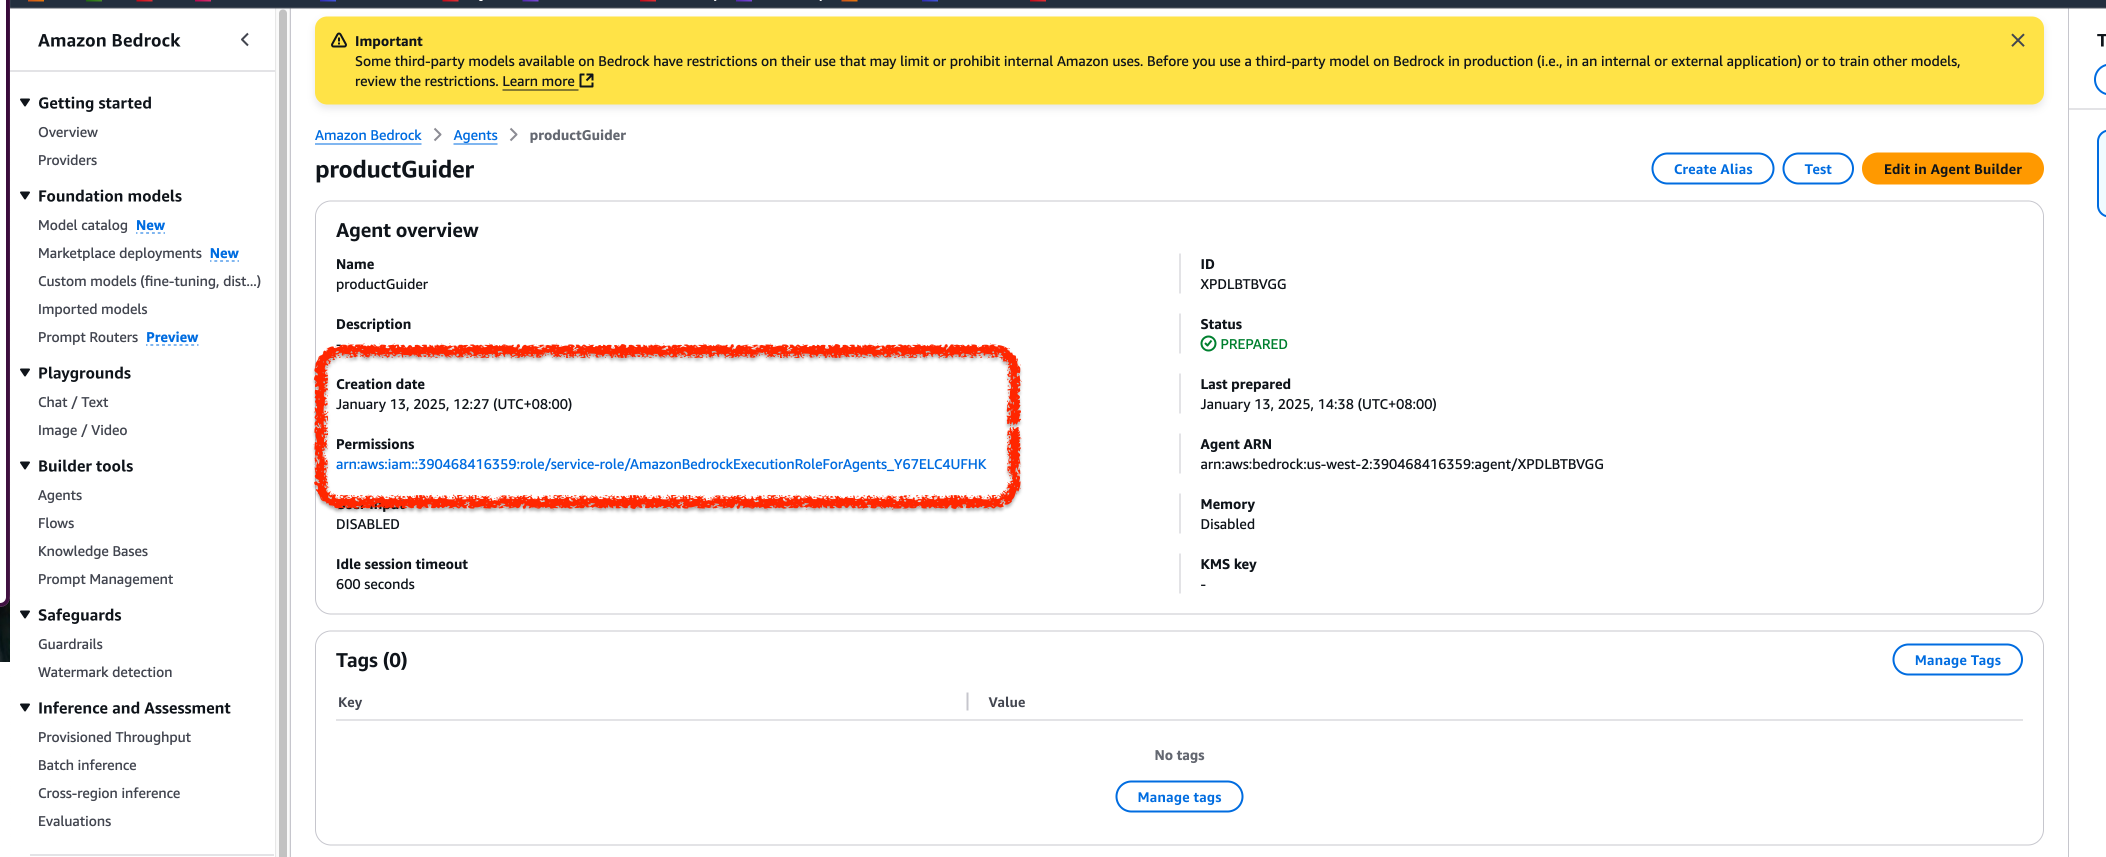 Amazon Bedrock
Getting started
Overview
Providers
Foundation models
Model catalog New
Marketplace deployments New
Custom models (fine-tuning, dist...)
Imported models
Prompt Routers Preview
Playgrounds
Chat / Text
Image / Video
Builder tools
Agents
Flows
Knowledge Bases
Prompt Management
Safeguards
Guardrails
Watermark detection
Inference and Assessment
Provisioned Throughput
Batch inference
Cross-region inference
Evaluations
Important
Some third-party models available on Bedrock have restrictions on their use that may limit or prohibit internal Amazon uses. Before you use a third-party model on Bedrock in production (i.e., in an internal or external application) or to train other models,
review the restrictions. Learn more
Amazon Bedrock > Agents > productGuider
productGuider
Create Alias
Test
Edit in Agent Builder
Agent overview
Name
productGuider
ID
XPDLBTBVGG
Description
Status
PREPARED
Creation date
January 13, 2025, 12:27 (UTC+08:00)
Last prepared
January 13, 2025, 14:38 (UTC+08:00)
Permissions
arn:aws:iam::390468416359:role/service-role/AmazonBedrockExecutionRoleForAgents_Y67ELC4UFHK
Agent ARN
arn:aws:bedrock:us-west-2:390468416359:agent/XPDLBTBVGG
User input
DISABLED
Memory
Disabled
Idle session timeout
600 seconds
KMS key
-
Tags (0)
Manage Tags
Key
Value
No tags
Manage tags